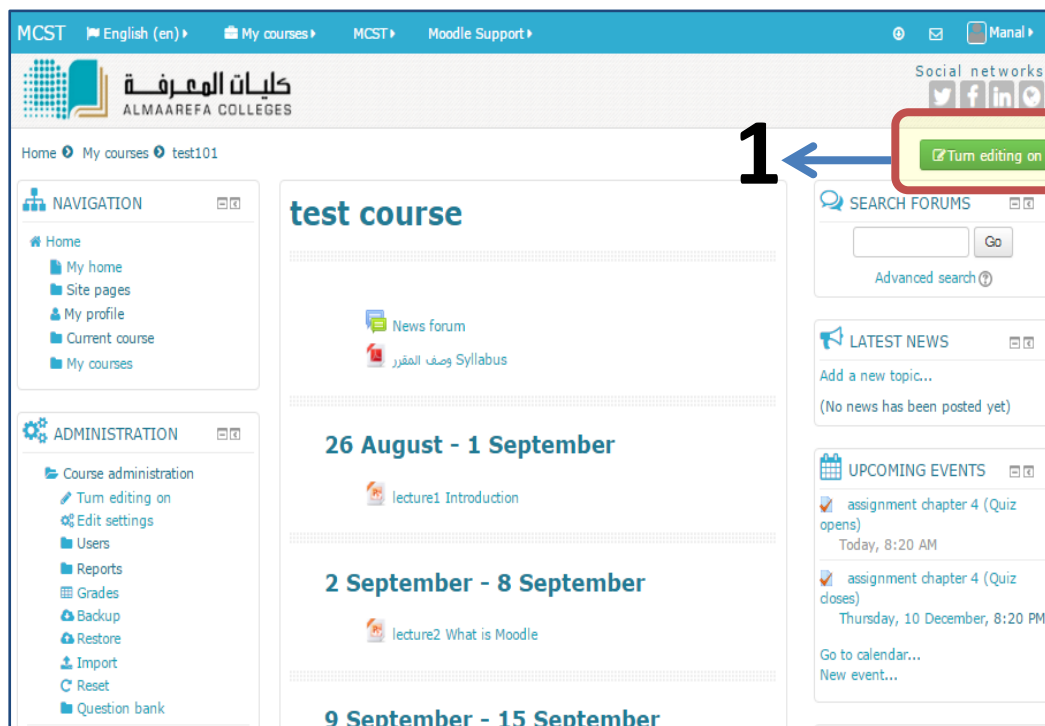 MCST English (en) My courses MCST Moodle Support Manal
كليات المعرفة
ALMAAREFA COLLEGES
Social networks
1
Home My courses test101
Turn editing on
NAVIGATION
Home
My home
Site pages
My profile
Current course
My courses
ADMINISTRATION
Course administration
Turn editing on
Edit settings
Users
Reports
Grades
Backup
Restore
Import
Reset
Question bank
test course
News forum
Syllabus وصف المقرر
26 August - 1 September
lecture1 Introduction
2 September - 8 September
lecture2 What is Moodle
9 September - 15 September
SEARCH FORUMS
Go
Advanced search
LATEST NEWS
Add a new topic...
(No news has been posted yet)
UPCOMING EVENTS
assignment chapter 4 (Quiz
opens)
Today, 8:20 AM
assignment chapter 4 (Quiz
closes)
Thursday, 10 December, 8:20 PM
Go to calendar...
New event...